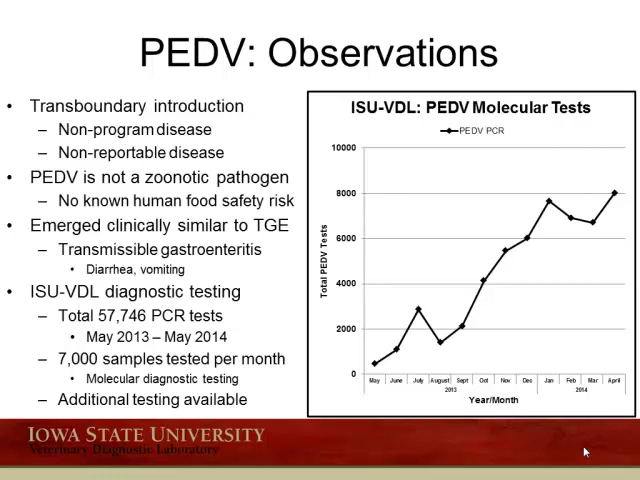 PEDV: Observations
• Transboundary introduction
– Non-program disease
– Non-reportable disease
• PEDV is not a zoonotic pathogen
– No known human food safety risk
• Emerged clinically similar to TGE
– Transmissible gastroenteritis
• Diarrhea, vomiting
• ISU-VDL diagnostic testing
– Total 57,746 PCR tests
• May 2013 – May 2014
– 7,000 samples tested per month
• Molecular diagnostic testing
– Additional testing available
ISU-VDL: PEDV Molecular Tests
PEDV PCR
10000
8000
6000
4000
2000
0
Total PEDV Tests
May June July August Sept Oct Nov Dec Jan Feb Mar April
2013 2014
Year/Month
IOWA STATE UNIVERSITY
Veterinary Diagnostic Laboratory